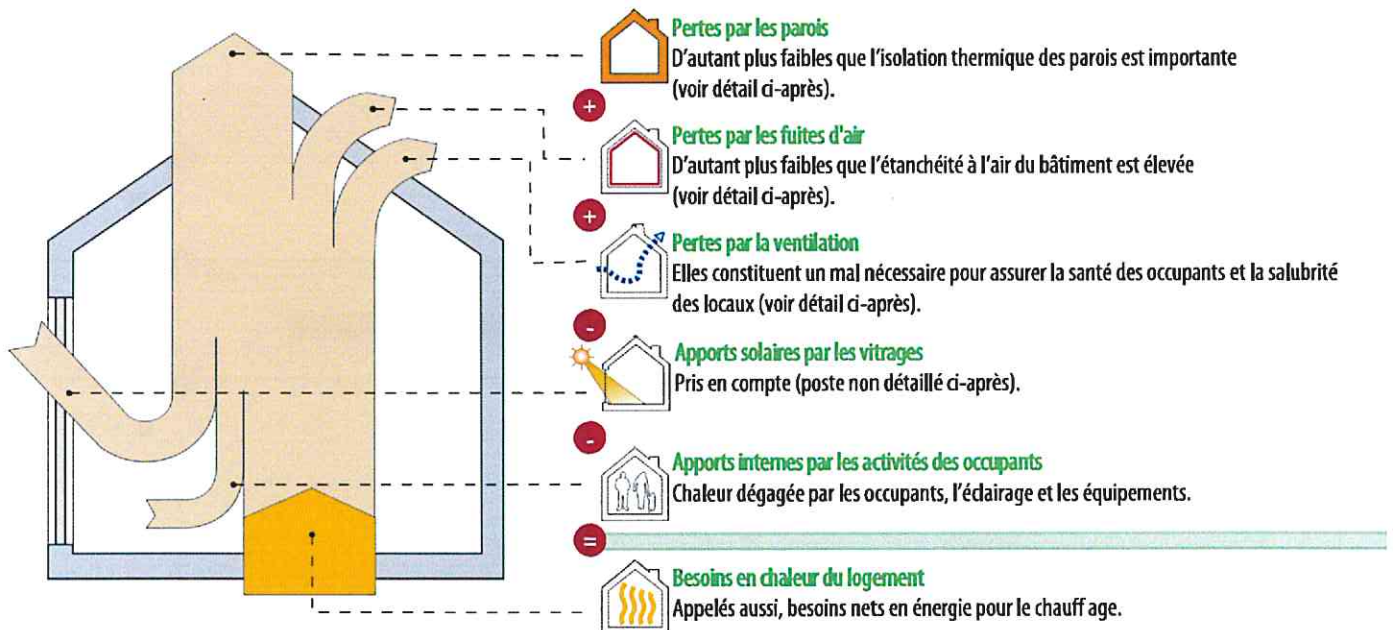 Pertes par les parois
D'autant plus faibles que l'isolation thermique des parois est importante
(voir détail ci-après).
+
Pertes par les fuites d'air
D'autant plus faibles que l'étanchéité à l'air du bâtiment est élevée
(voir détail ci-après).
+
Pertes par la ventilation
Elles constituent un mal nécessaire pour assurer la santé des occupants et la salubrité
des locaux (voir détail ci-après).
-
Apports solaires par les vitrages
Pris en compte (poste non détaillé ci-après).
-
Apports internes par les activités des occupants
Chaleur dégagée par les occupants, l'éclairage et les équipements.
=
Besoins en chaleur du logement
Appelés aussi, besoins nets en énergie pour le chauff age.